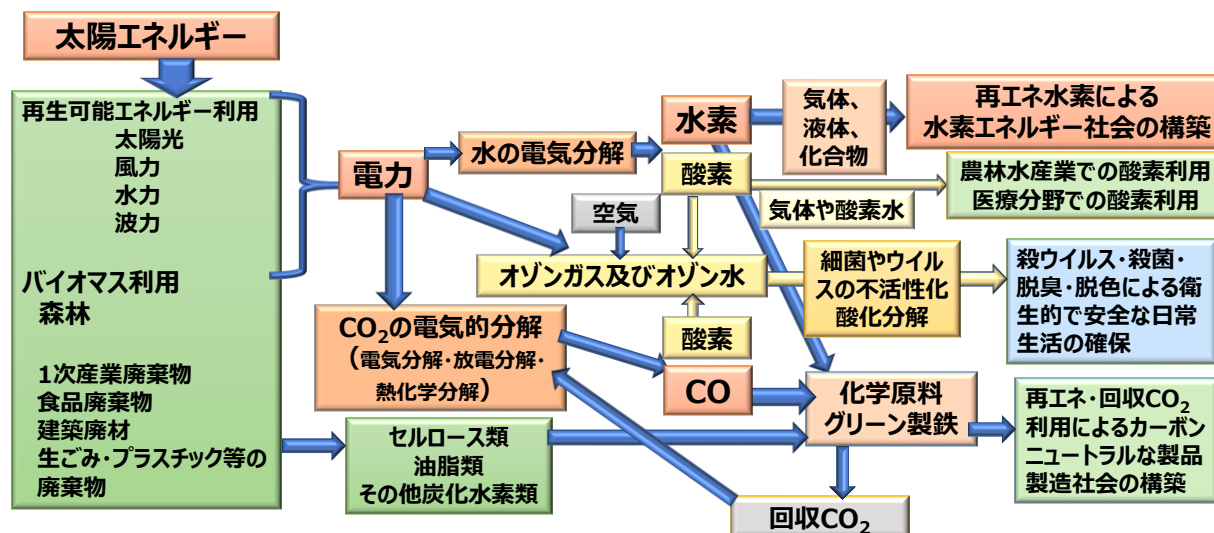 太陽エネルギー
再生可能エネルギー利用
太陽光
風力
水力
波力
バイオマス利用
森林
1次産業廃棄物
食品廃棄物
建築廃材
生ごみ・プラスチック等の
廃棄物
電力
水の電気分解
水素
酸素
気体、
液体、
化合物
再エネ水素による
水素エネルギー社会の構築
農林水産業での酸素利用
医療分野での酸素利用
気体や酸素水
空気
オゾンガス及びオゾン水
細菌やウイル
スの不活性化
酸化分解
殺ウイルス・殺菌・
脱臭・脱色による衛
生的で安全な日常
生活の確保
CO₂の電気的分解
（電気分解・放電分解・
熱化学分解）
酸素
CO
セルロース類
油脂類
その他炭化水素類
化学原料
グリーン製鉄
再エネ・回収CO₂
利用によるカーボン
ニュートラルな製品
製造社会の構築
回収CO₂